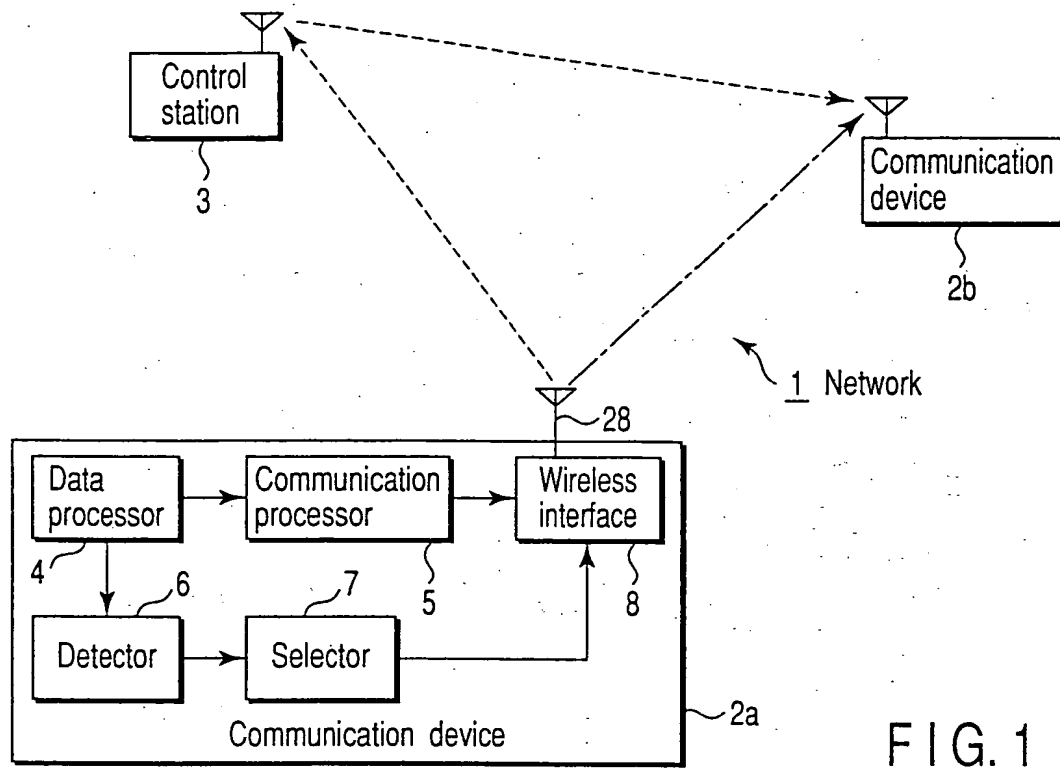 Control
station
3
Communication
device
2b
1 Network
28
Data
processor
4
Communication
processor
5
Wireless
interface
8
6
Detector
7
Selector
Communication device
2a
FIG. 1